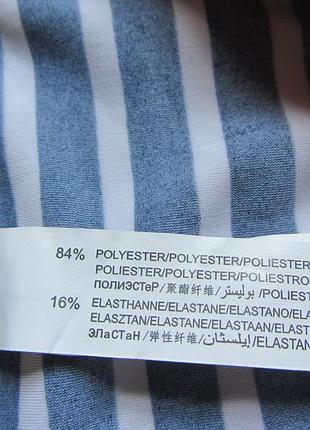 84% POLYESTER/POLYESTER/POLIESTER
POLIESTER/POLYESTER/POLIESTRO
ПОЛИЭСТеР/聚酯纤维/بوليستر/POLIEST
16% ELASTHANNE/ELASTANE/ELASTANO/ELA
ELASZTAN/ELASTANE/ELASTAAN/ELAST
ЭЛаСТаН/弹性纤维/إيلستان/ELASTAN